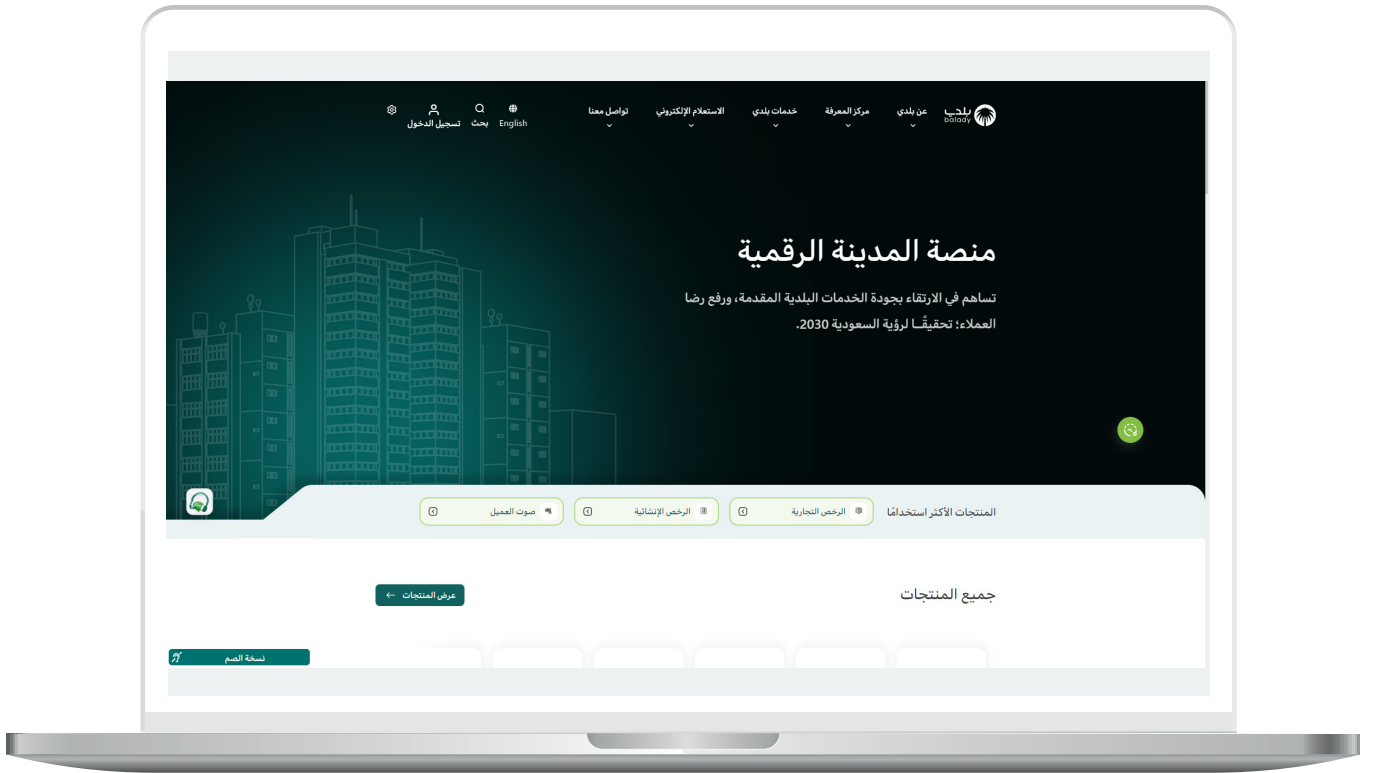 بلدي
balady
عن بلدي
مركز المعرفة
خدمات بلدي
الاستعلام الإلكتروني
تواصل معنا
English
بحث
تسجيل الدخول
منصة المدينة الرقمية
تساهم في الارتقاء بجودة الخدمات البلدية المقدمة، ورفع رضا
العملاء؛ تحقيقًــا لرؤية السعودية 2030.
المنتجات الأكثر استخدامًا
الرخص التجارية
الرخص الإنشائية
صوت العميل
جميع المنتجات
عرض المنتجات
نسخة الصم